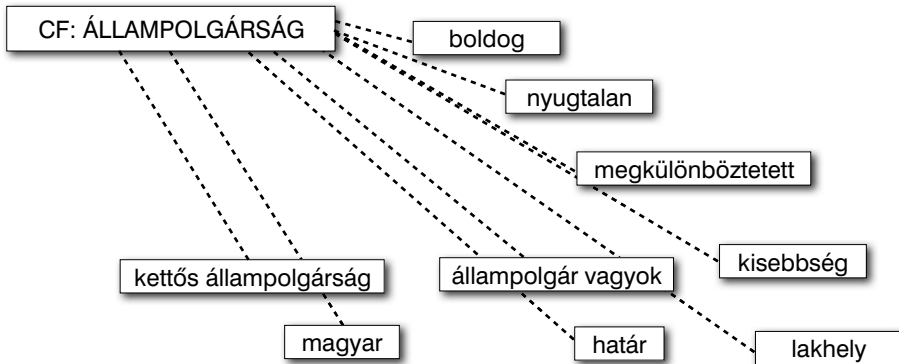 CF: ÁLLAMPOLGÁRSÁG
boldog
nyugtalan
megkülönböztetett
kisebbség
kettős állampolgárság
állampolgár vagyok
magyar
határ
lakhely